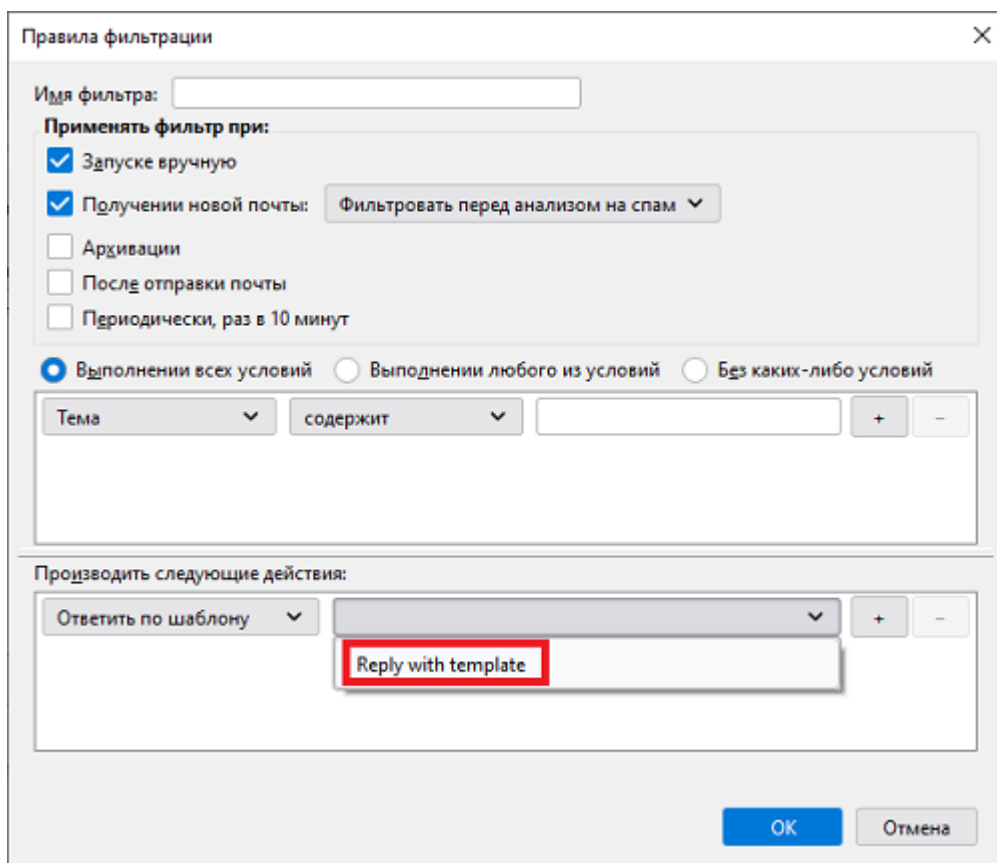 Правила фильтрации
Имя фильтра:
Применять фильтр при:
Запуске вручную
Получении новой почты: Фильтровать перед анализом на спам
Архивации
После отправки почты
Периодически, раз в 10 минут
Выполнении всех условий Выполнении любого из условий Без каких-либо условий
Тема содержит + -
Производить следующие действия:
Ответить по шаблону + -
Reply with template
OK Отмена